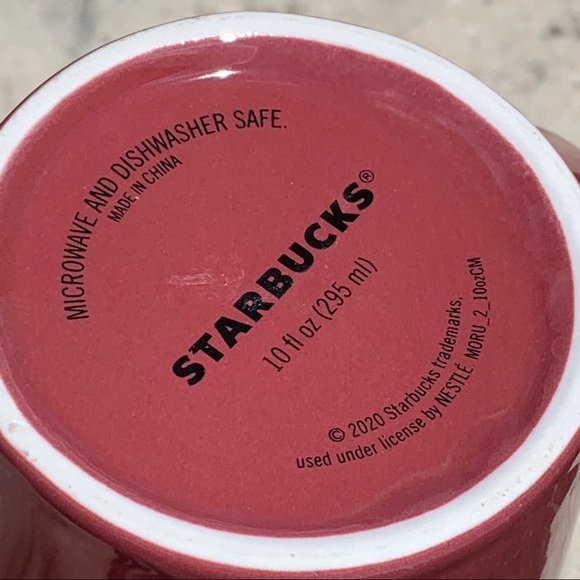 MICROWAVE AND DISHWASHER SAFE.
MADE IN CHINA
STARBUCKS®
10 fl oz (295 ml)
© 2020 Starbucks trademarks,
used under license by NESTLÉ. MORU_2_10ozCM